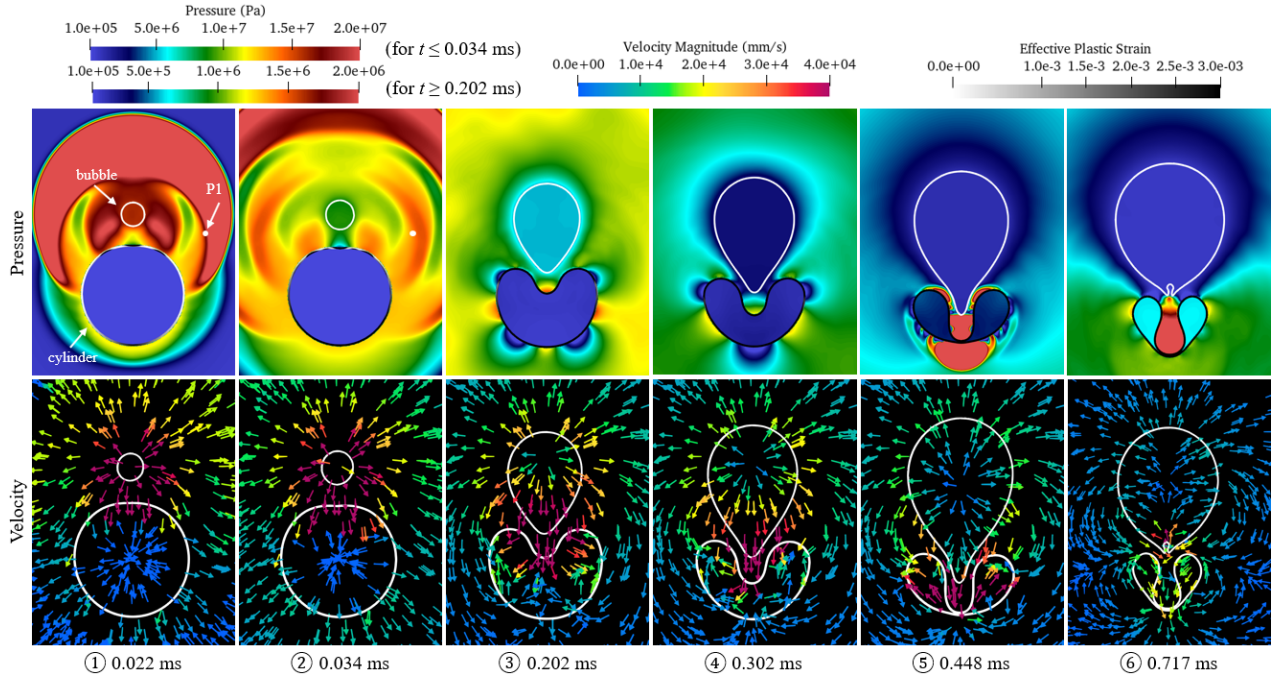 Pressure (Pa)
1.0e+05 5.0e+6 1.0e+7 1.5e+7 2.0e+07
(for t ≤ 0.034 ms)
1.0e+05 5.0e+5 1.0e+6 1.5e+6 2.0e+06
(for t ≥ 0.202 ms)
Velocity Magnitude (mm/s)
0.0e+00 1.0e+4 2.0e+4 3.0e+4 4.0e+04
Effective Plastic Strain
0.0e+00 1.0e-3 1.5e-3 2.0e-3 2.5e-3 3.0e-03
Pressure
bubble
P1
cylinder
Velocity
① 0.022 ms
② 0.034 ms
③ 0.202 ms
④ 0.302 ms
⑤ 0.448 ms
⑥ 0.717 ms